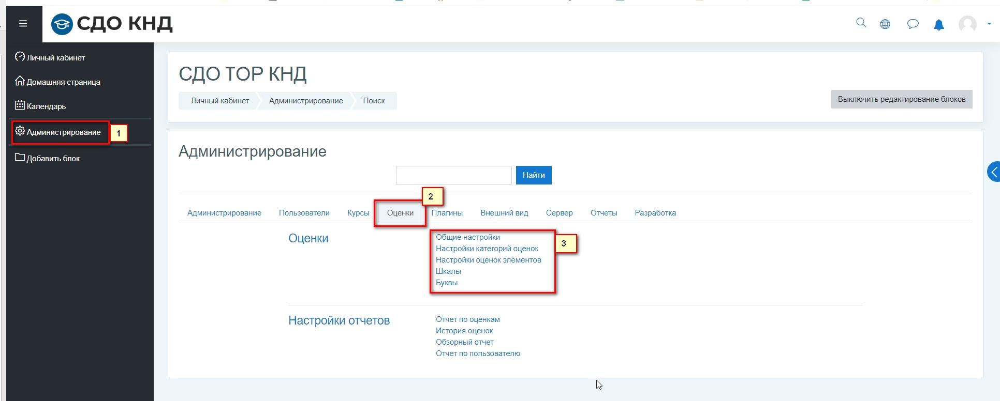 СДО КНД
Личный кабинет
Домашняя страница
Календарь
Администрирование
1
Добавить блок
СДО ТОР КНД
Личный кабинет Администрирование Поиск
Выключить редактирование блоков
Администрирование
Найти
2
Администрирование Пользователи Курсы Оценки Плагины Внешний вид Сервер Отчеты Разработка
Оценки
Общие настройки
Настройки категорий оценок
Настройки оценок элементов
Шкалы
Буквы
3
Настройки отчетов
Отчет по оценкам
История оценок
Обзорный отчет
Отчет по пользователю